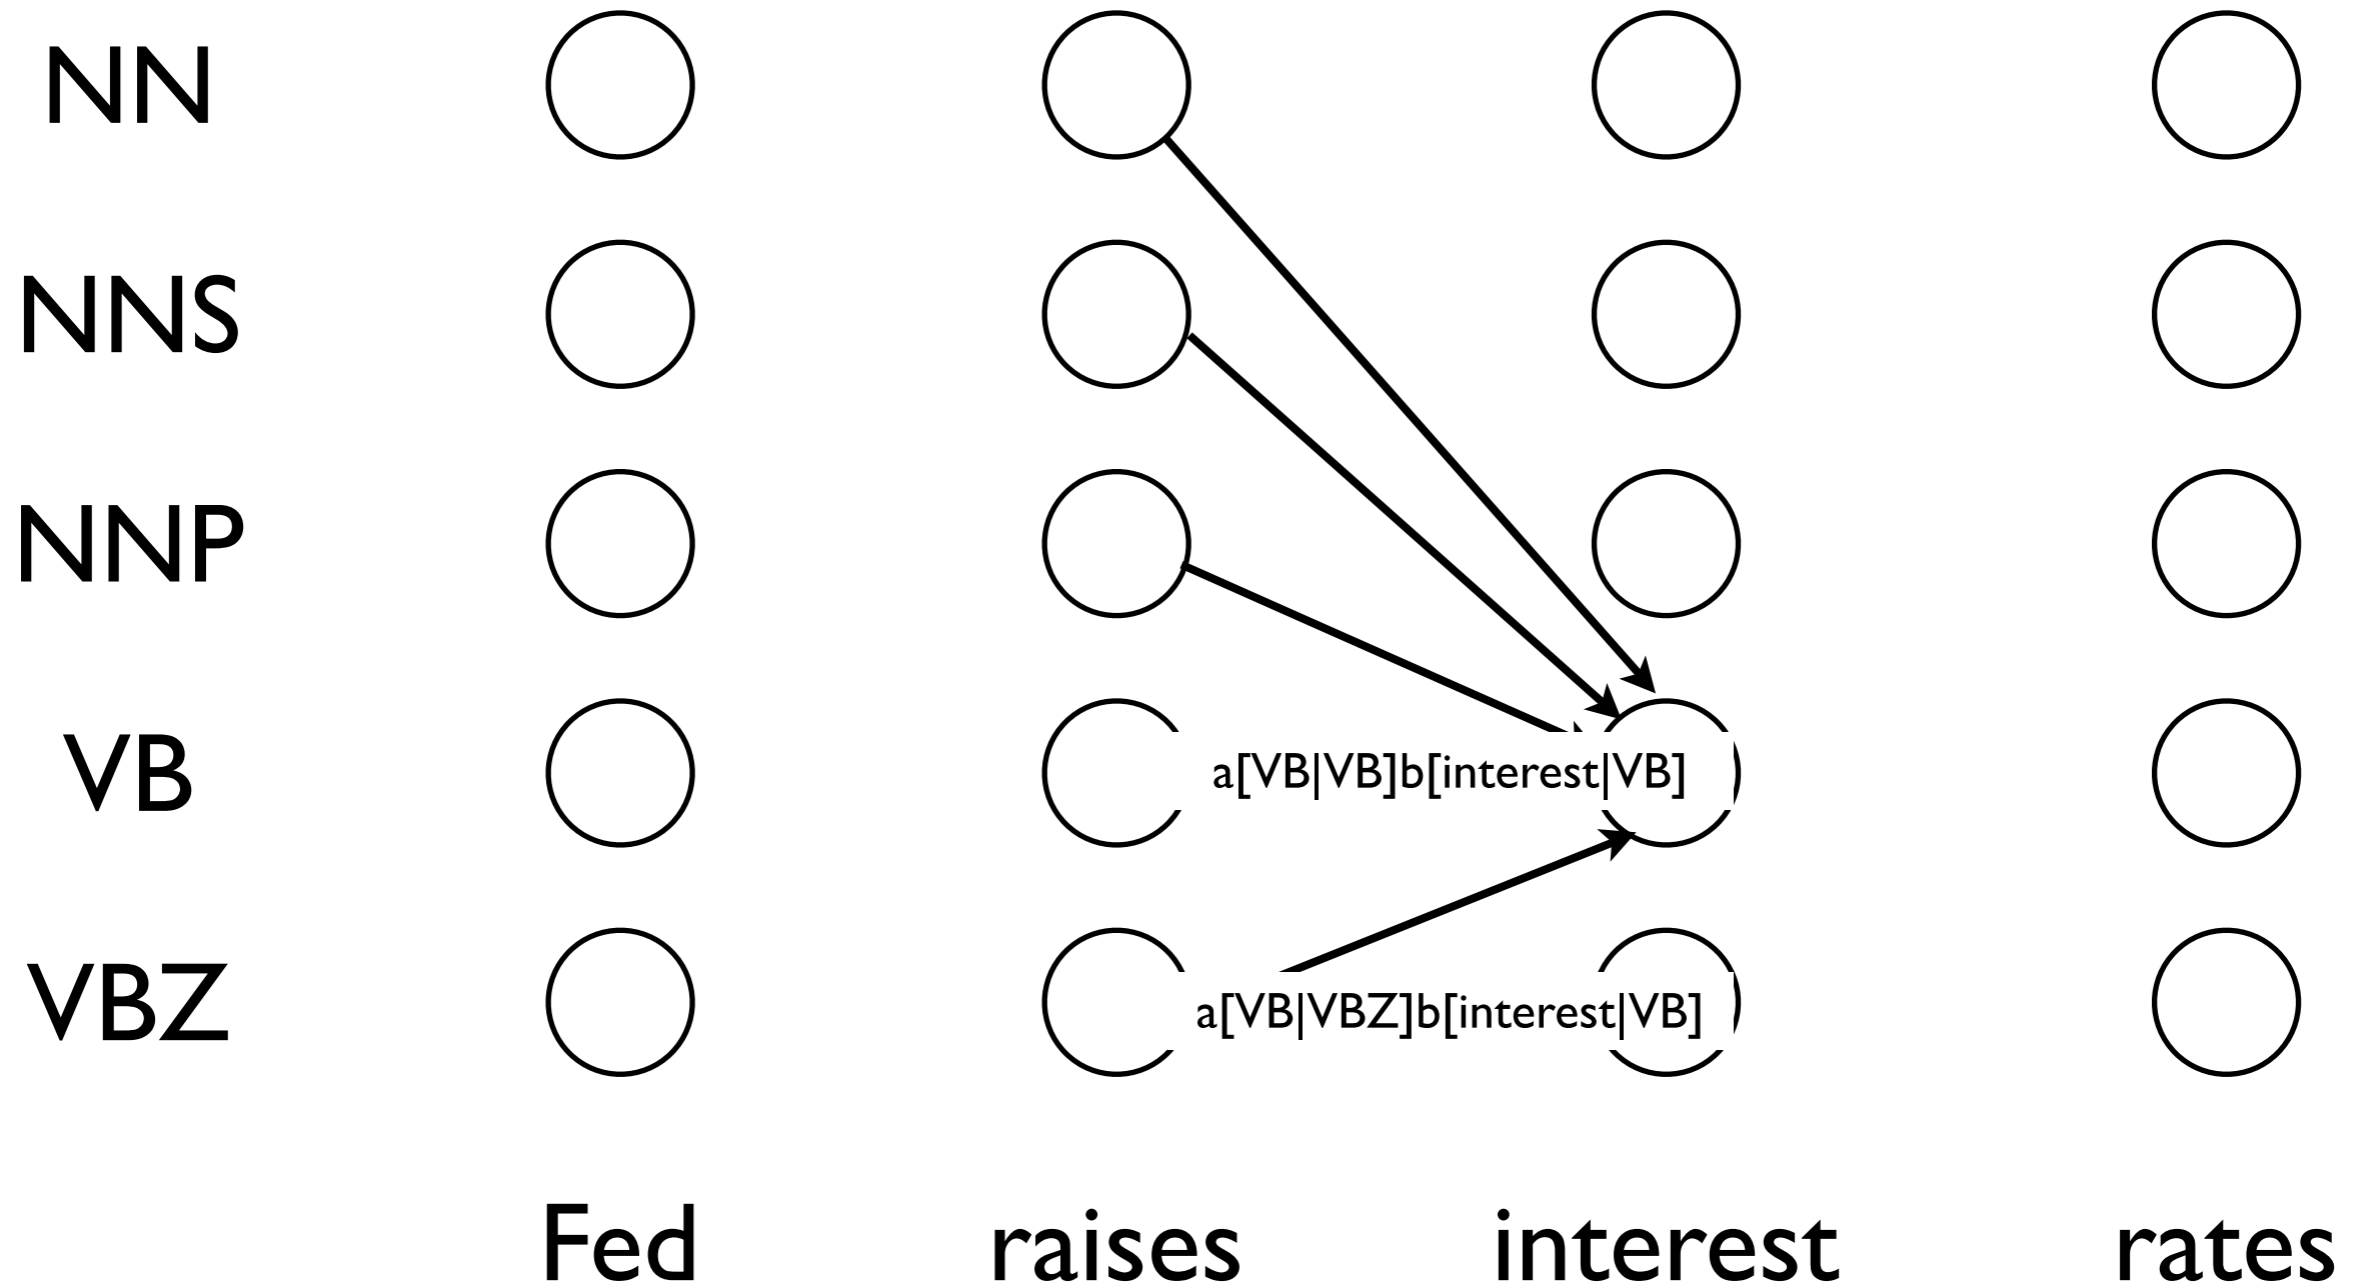 NN
NNS
NNP
VB
a[VB|VB]b[interest|VB]
VBZ
a[VB|VBZ]b[interest|VB]
Fed raises interest rates